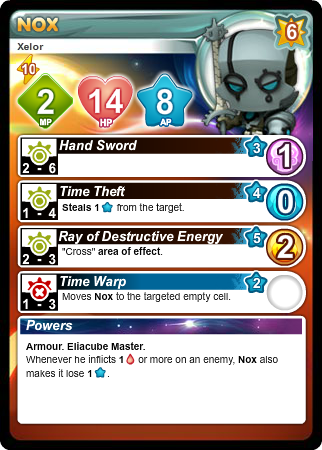 NOX
6
Xelor
10
2
MP
14
HP
8
AP
Hand Sword
3
1
2 - 6
Time Theft
4
0
Steals 1 from the target.
1 - 4
Ray of Destructive Energy
5
2
"Cross" area of effect.
2 - 3
Time Warp
2
Moves Nox to the targeted empty cell.
1 - 3
Powers
Armour. Eliacube Master.
Whenever he inflicts 1 or more on an enemy, Nox also
makes it lose 1 .